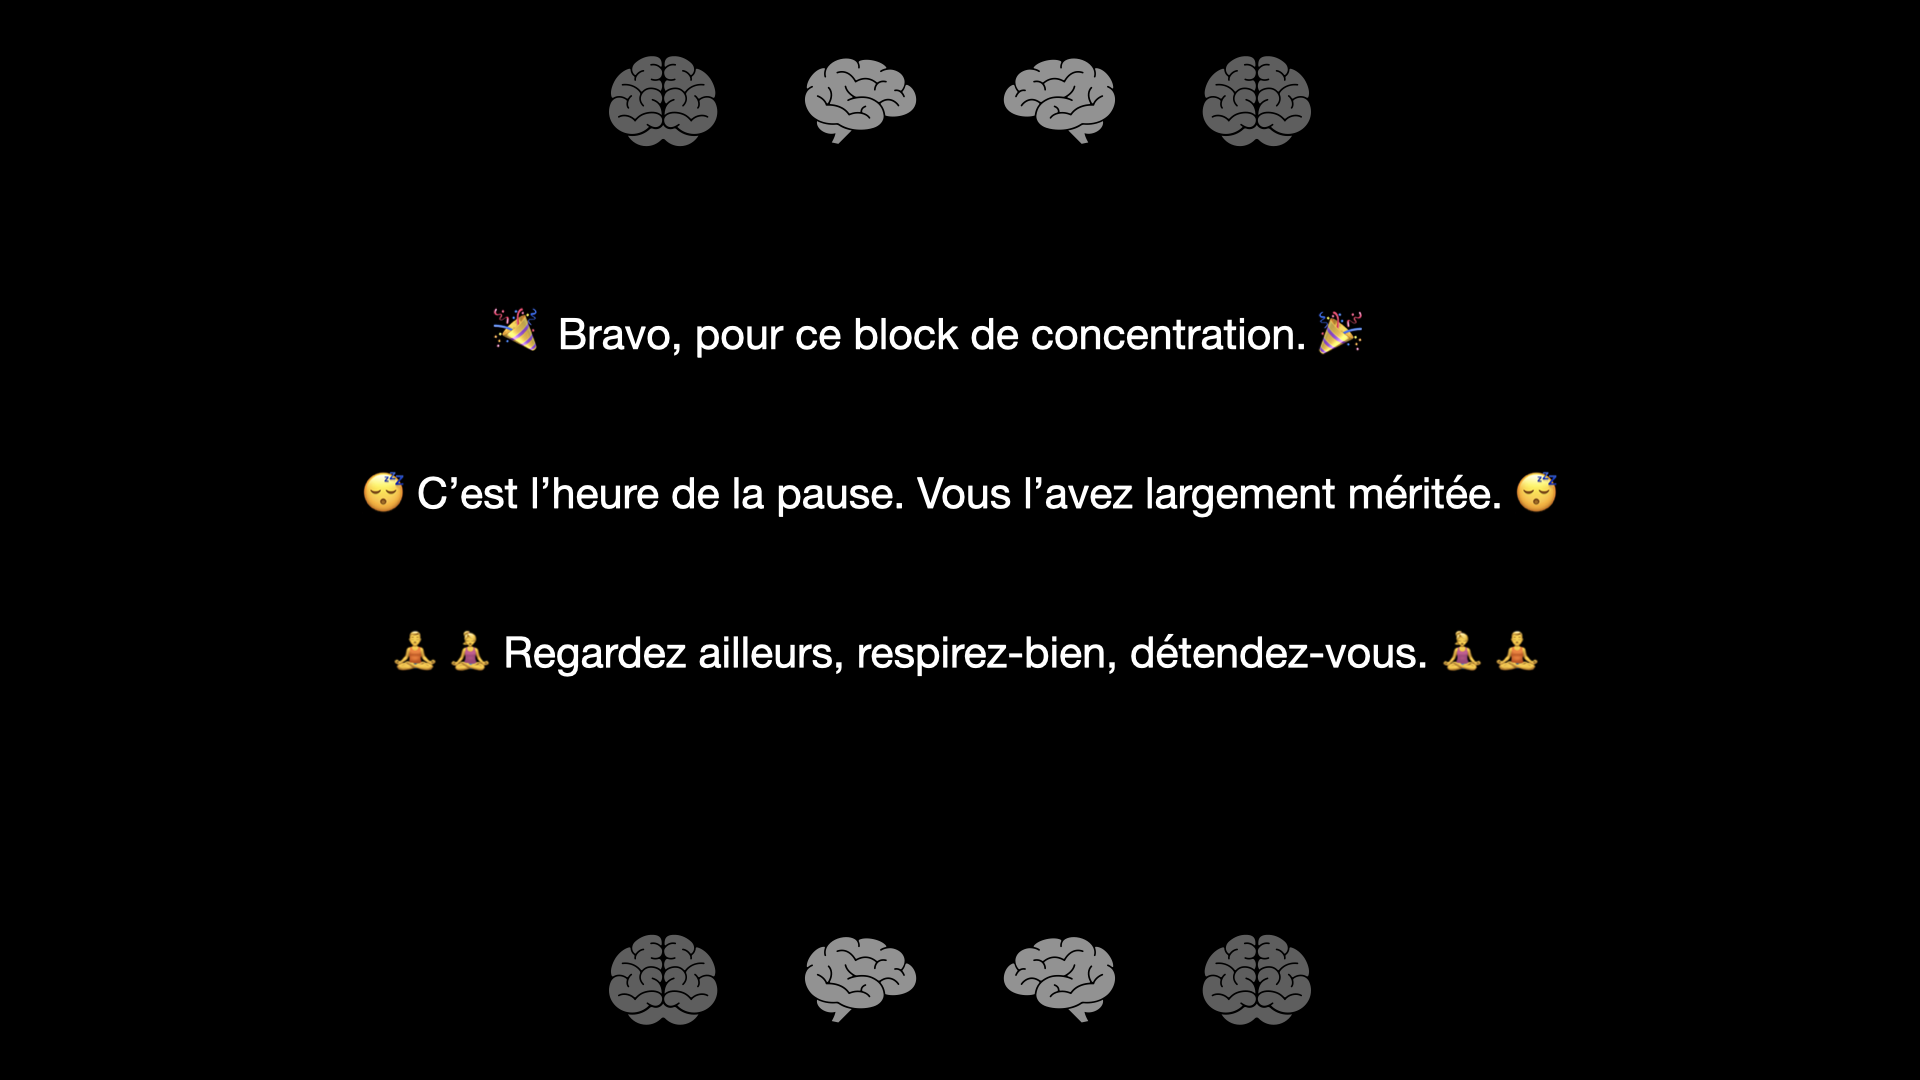 🎉 Bravo, pour ce block de concentration. 🎉
😴 C’est l’heure de la pause. Vous l’avez largement méritée. 😴
🧘‍♂️ 🧘‍♀️ Regardez ailleurs, respirez-bien, détendez-vous. 🧘‍♀️ 🧘‍♂️